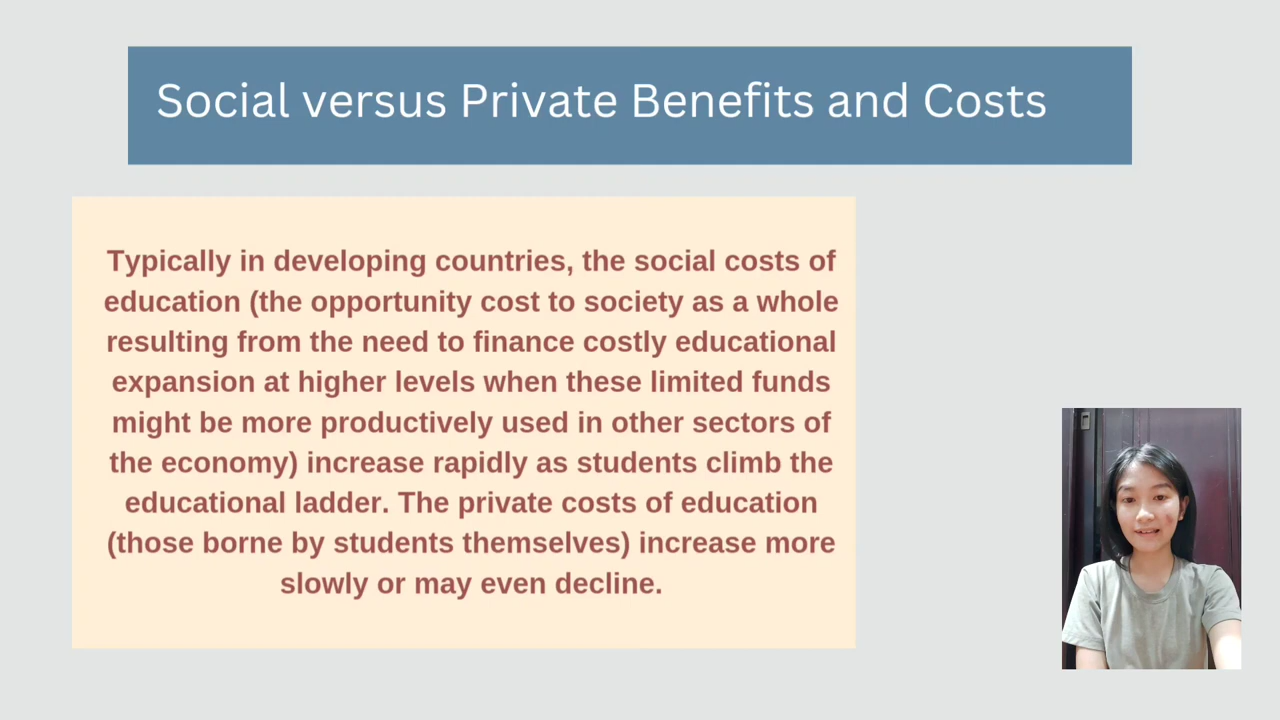 Social versus Private Benefits and Costs
Typically in developing countries, the social costs of
education (the opportunity cost to society as a whole
resulting from the need to finance costly educational
expansion at higher levels when these limited funds
might be more productively used in other sectors of
the economy) increase rapidly as students climb the
educational ladder. The private costs of education
(those borne by students themselves) increase more
slowly or may even decline.